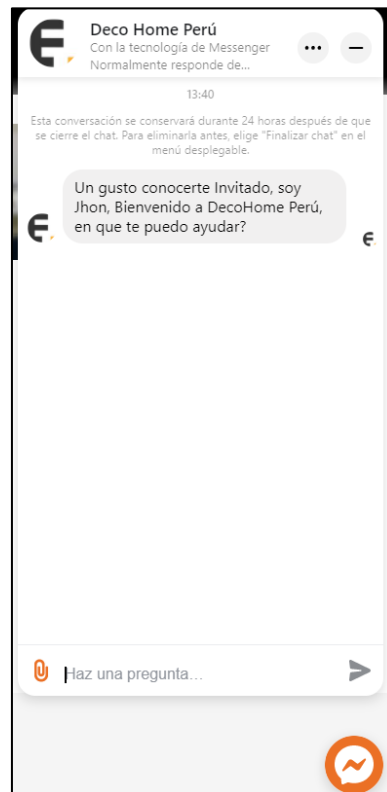 Deco Home Perú
Con la tecnología de Messenger
Normalmente responde de...
13:40
Esta conversación se conservará durante 24 horas después de que
se cierre el chat. Para eliminarla antes, elige "Finalizar chat" en el
menú desplegable.
Un gusto conocerte Invitado, soy
Jhon, Bienvenido a DecoHome Perú,
en que te puedo ayudar?
Haz una pregunta...